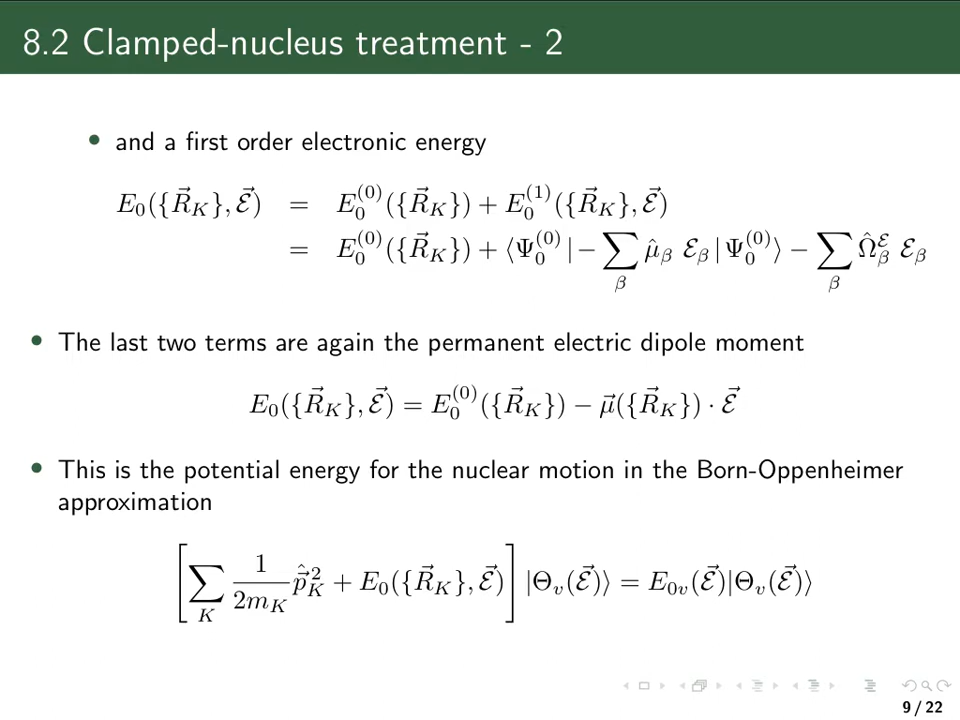 8.2 Clamped-nucleus treatment - 2
• and a first order electronic energy
$E_0(\{\vec{R}_K\}, \vec{\mathcal{E}}) = E_0^{(0)}(\{\vec{R}_K\}) + E_0^{(1)}(\{\vec{R}_K\}, \vec{\mathcal{E}})$
$= E_0^{(0)}(\{\vec{R}_K\}) + \langle \Psi_0^{(0)} | - \sum_{\beta} \hat{\mu}_\beta \, \mathcal{E}_\beta | \Psi_0^{(0)} \rangle - \sum_{\beta} \hat{\Omega}_\beta^{\mathcal{E}} \, \mathcal{E}_\beta$
• The last two terms are again the permanent electric dipole moment
$E_0(\{\vec{R}_K\}, \vec{\mathcal{E}}) = E_0^{(0)}(\{\vec{R}_K\}) - \vec{\mu}(\{\vec{R}_K\}) \cdot \vec{\mathcal{E}}$
• This is the potential energy for the nuclear motion in the Born-Oppenheimer
approximation
$\left[ \sum_K \frac{1}{2m_K} \hat{\vec{p}}_K^{\,2} + E_0(\{\vec{R}_K\}, \vec{\mathcal{E}}) \right] |\Theta_v(\vec{\mathcal{E}})\rangle = E_{0v}(\vec{\mathcal{E}}) |\Theta_v(\vec{\mathcal{E}})\rangle$
9 / 22